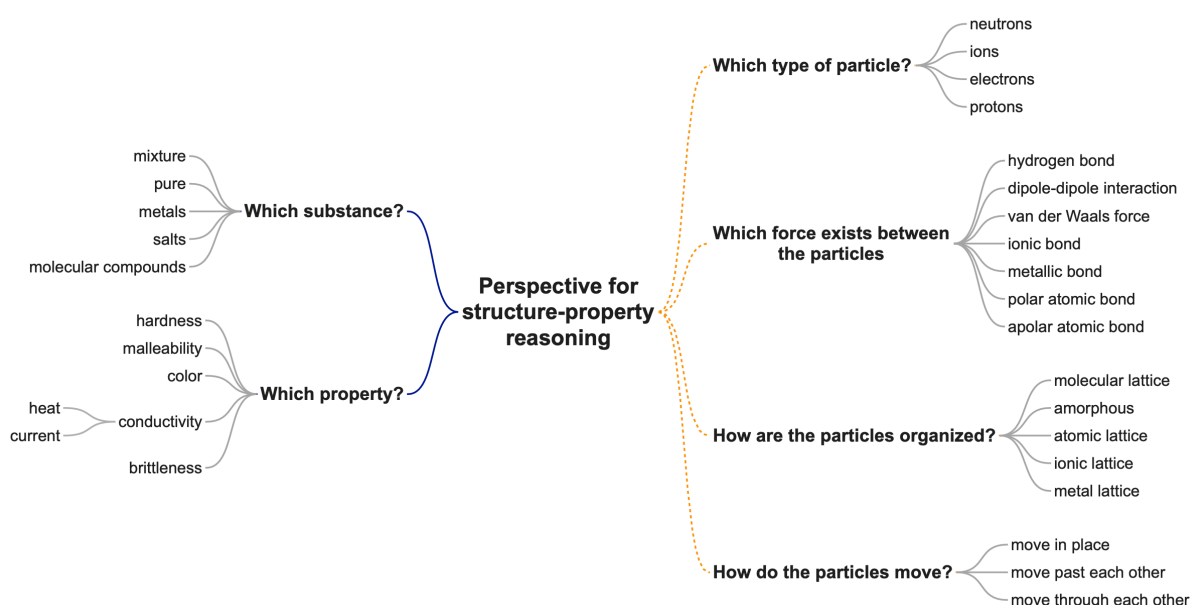 Perspective for
structure-property
reasoning
Which substance?
mixture
pure
metals
salts
molecular compounds
Which property?
hardness
malleability
color
conductivity
heat
current
brittleness
Which type of particle?
neutrons
ions
electrons
protons
Which force exists between
the particles
hydrogen bond
dipole-dipole interaction
van der Waals force
ionic bond
metallic bond
polar atomic bond
apolar atomic bond
How are the particles organized?
molecular lattice
amorphous
atomic lattice
ionic lattice
metal lattice
How do the particles move?
move in place
move past each other
move through each other